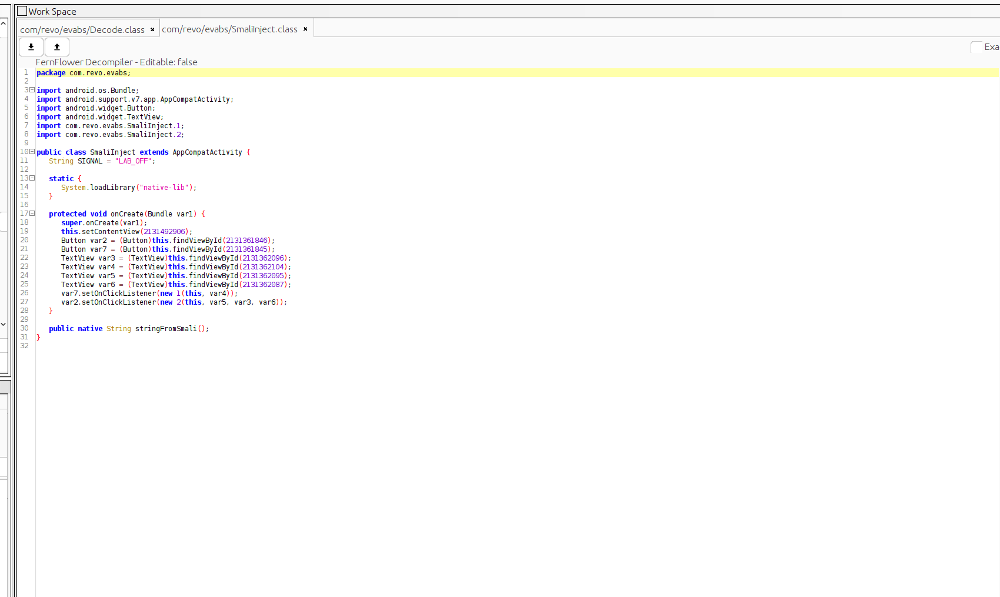 Work Space
com/revo/evabs/Decode.class × com/revo/evabs/SmaliInject.class ×
Exa
FernFlower Decompiler - Editable: false
1 package com.revo.evabs;
2
3 import android.os.Bundle;
4 import android.support.v7.app.AppCompatActivity;
5 import android.widget.Button;
6 import android.widget.TextView;
7 import com.revo.evabs.SmaliInject.1;
8 import com.revo.evabs.SmaliInject.2;
9
10 public class SmaliInject extends AppCompatActivity {
11 String SIGNAL = "LAB_OFF";
12
13 static {
14 System.loadLibrary("native-lib");
15 }
16
17 protected void onCreate(Bundle var1) {
18 super.onCreate(var1);
19 this.setContentView(2131492906);
20 Button var2 = (Button)this.findViewById(2131361846);
21 Button var7 = (Button)this.findViewById(2131361845);
22 TextView var3 = (TextView)this.findViewById(2131362096);
23 TextView var4 = (TextView)this.findViewById(2131362104);
24 TextView var5 = (TextView)this.findViewById(2131362095);
25 TextView var6 = (TextView)this.findViewById(2131362087);
26 var7.setOnClickListener(new 1(this, var4));
27 var2.setOnClickListener(new 2(this, var5, var3, var6));
28 }
29
30 public native String stringFromSmali();
31 }
32